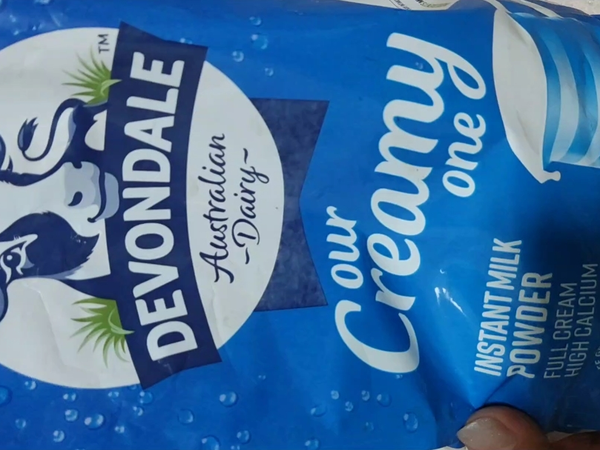 DEVONDALE
TM
Australian
~Dairy~
our
Creamy
one
INSTANT MILK
POWDER
FULL CREAM
HIGH CALCIUM